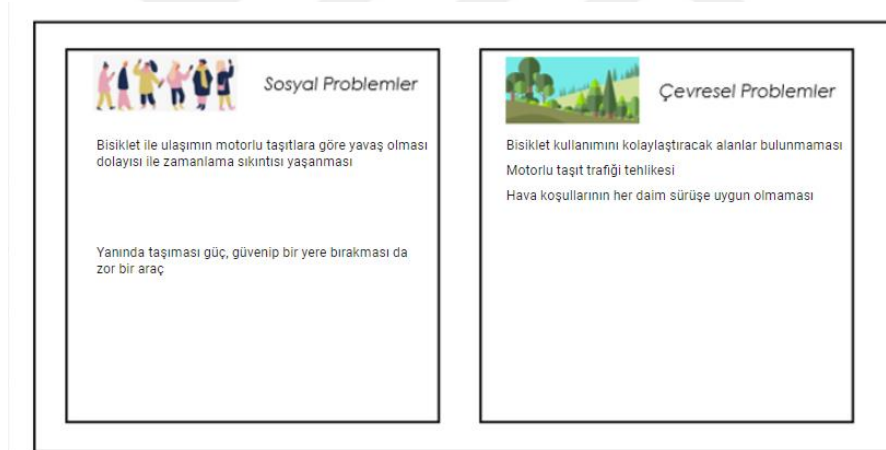 Sosyal Problemler
Bisiklet ile ulaşımın motorlu taşıtlara göre yavaş olması
dolayısı ile zamanlama sıkıntısı yaşanması
Yanında taşıması güç, güvenip bir yere bırakması da
zor bir araç
Çevresel Problemler
Bisiklet kullanımını kolaylaştıracak alanlar bulunmaması
Motorlu taşıt trafiği tehlikesi
Hava koşullarının her daim sürüşe uygun olmaması